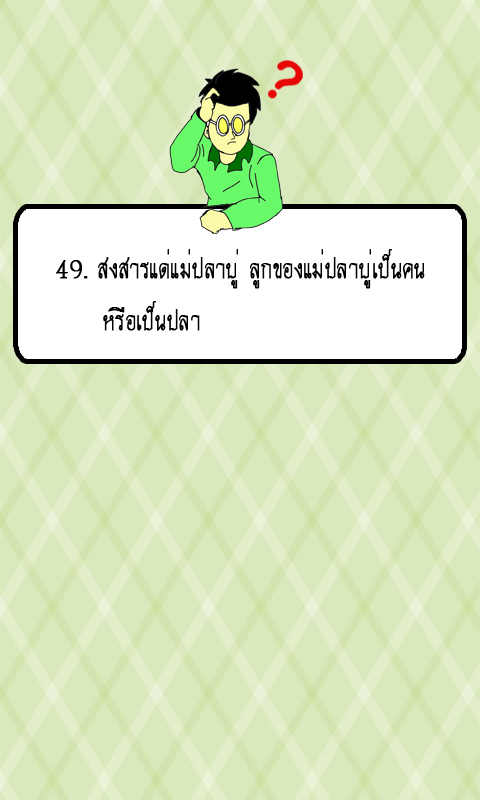 49. สงสารแด่แม่ปลาบู่ ลูกของแม่ปลาบู่เป็นคน
หรือเป็นปลา